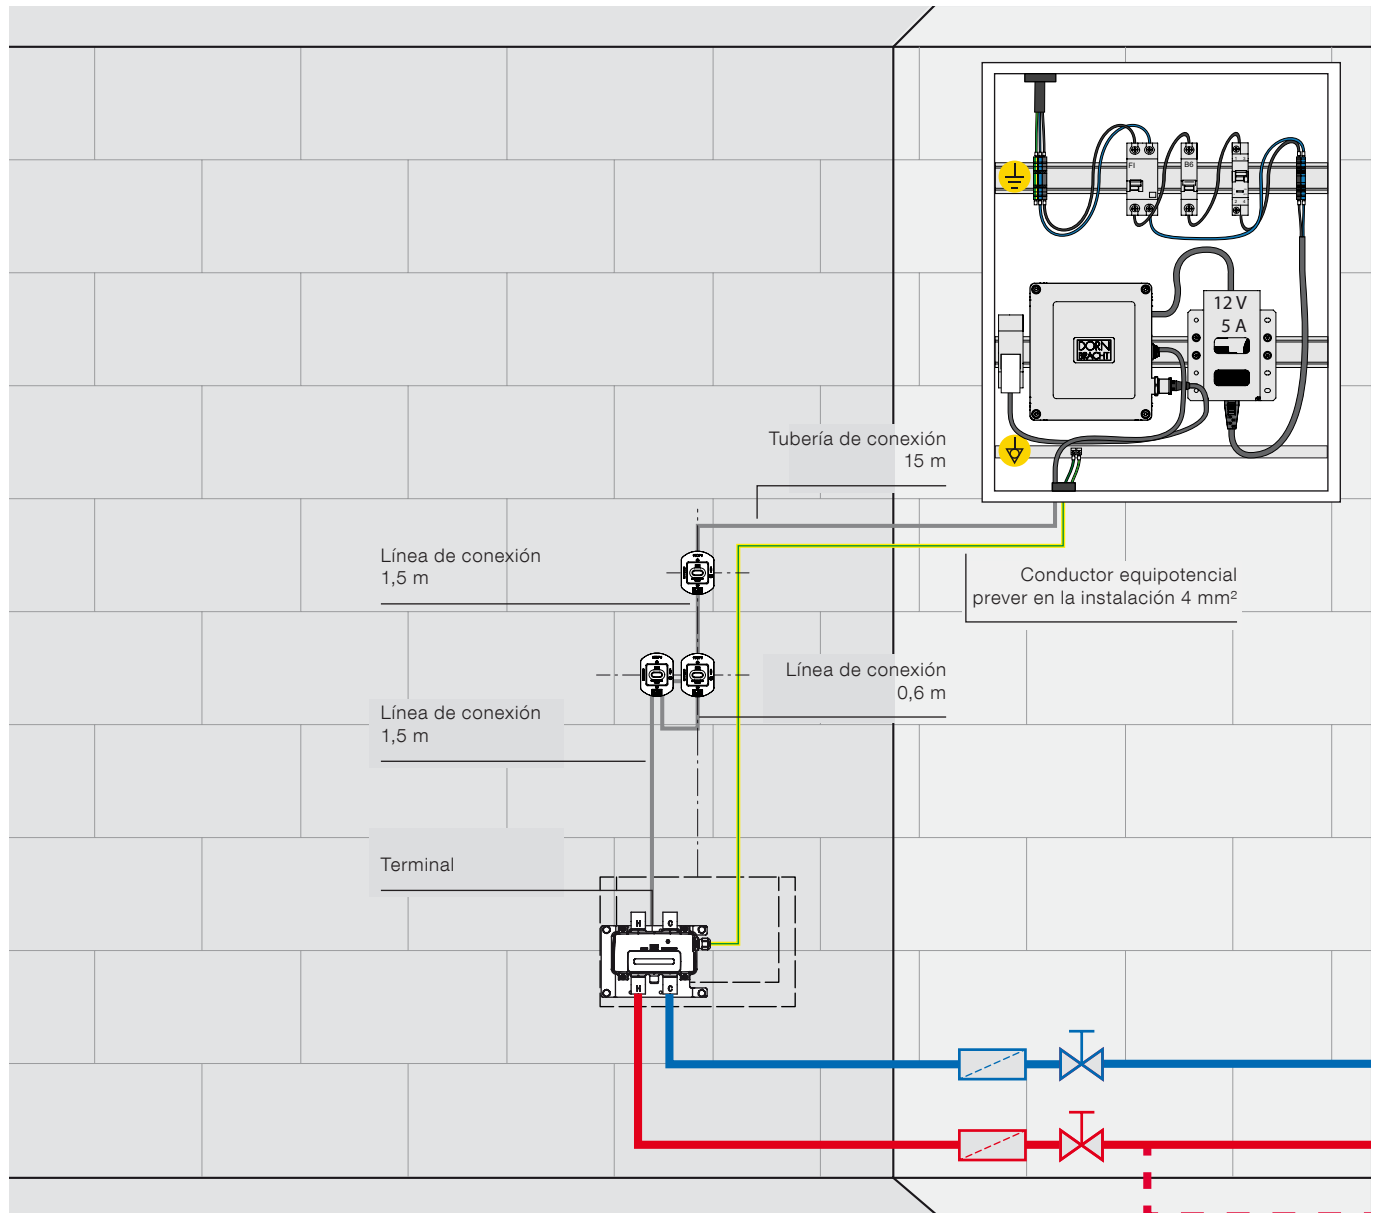 FI
B6
12 V
5 A
DORN
BRACHT
Tubería de conexión
15 m
Línea de conexión
1,5 m
Conductor equipotencial
prever en la instalación 4 mm²
Línea de conexión
0,6 m
Línea de conexión
1,5 m
Terminal
H C
H C